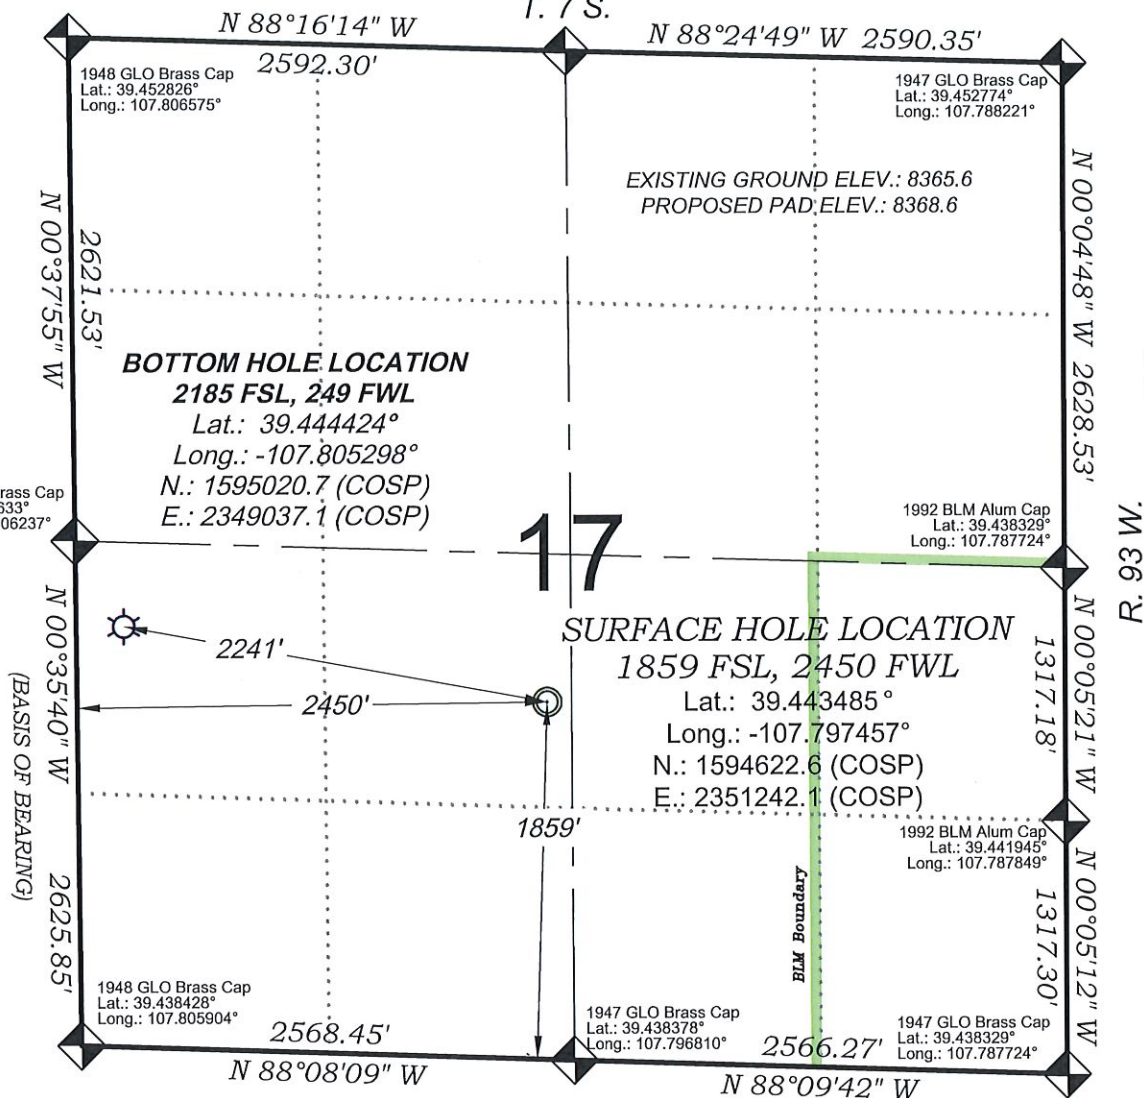 T. 7 S.
N 88°16'14" W
2592.30'
N 88°24'49" W 2590.35'
1948 GLO Brass Cap
Lat.: 39.452826°
Long.: 107.806575°
1947 GLO Brass Cap
Lat.: 39.452774°
Long.: 107.788221°
EXISTING GROUND ELEV.: 8365.6
PROPOSED PAD ELEV.: 8368.6
N 00°37'55" W
2621.53'
N 00°04'48" W 2628.53'
BOTTOM HOLE LOCATION
2185 FSL, 249 FWL
Lat.: 39.444424°
Long.: -107.805298°
N.: 1595020.7 (COSP)
E.: 2349037.1 (COSP)
rass Cap
633°
06237°
17
1992 BLM Alum Cap
Lat.: 39.438329°
Long.: 107.787724°
R. 93 W.
2241'
2450'
SURFACE HOLE LOCATION
1859 FSL, 2450 FWL
Lat.: 39.443485°
Long.: -107.797457°
N.: 1594622.6 (COSP)
E.: 2351242.1 (COSP)
N 00°35'40" W
(BASIS OF BEARING)
2625.85'
N 00°05'21" W
1317.18'
1859'
1992 BLM Alum Cap
Lat.: 39.441945°
Long.: 107.787849°
BLM Boundary
1317.30'
N 00°05'12" W
1948 GLO Brass Cap
Lat.: 39.438428°
Long.: 107.805904°
2568.45'
N 88°08'09" W
1947 GLO Brass Cap
Lat.: 39.438378°
Long.: 107.796810°
2566.27'
N 88°09'42" W
1947 GLO Brass Cap
Lat.: 39.438329°
Long.: 107.787724°